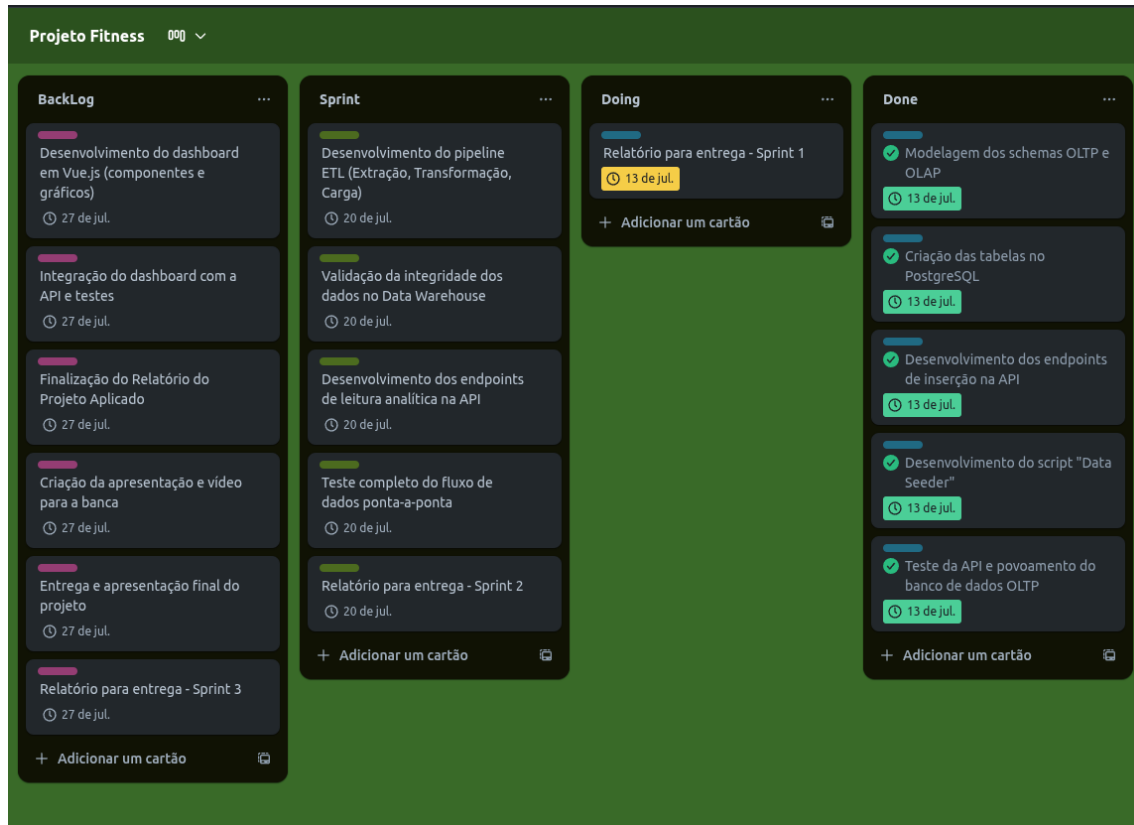 Projeto Fitness
BackLog
Desenvolvimento do dashboard
em Vue.js (componentes e
gráficos)
27 de jul.
Integração do dashboard com a
API e testes
27 de jul.
Finalização do Relatório do
Projeto Aplicado
27 de jul.
Criação da apresentação e vídeo
para a banca
27 de jul.
Entrega e apresentação final do
projeto
27 de jul.
Relatório para entrega - Sprint 3
27 de jul.
Adicionar um cartão
Sprint
Desenvolvimento do pipeline
ETL (Extração, Transformação,
Carga)
20 de jul.
Validação da integridade dos
dados no Data Warehouse
20 de jul.
Desenvolvimento dos endpoints
de leitura analítica na API
20 de jul.
Teste completo do fluxo de
dados ponta-a-ponta
20 de jul.
Relatório para entrega - Sprint 2
20 de jul.
Adicionar um cartão
Doing
Relatório para entrega - Sprint 1
13 de jul.
Adicionar um cartão
Done
Modelagem dos schemas OLTP e
OLAP
13 de jul.
Criação das tabelas no
PostgreSQL
13 de jul.
Desenvolvimento dos endpoints
de inserção na API
13 de jul.
Desenvolvimento do script "Data
Seeder"
13 de jul.
Teste da API e povoamento do
banco de dados OLTP
13 de jul.
Adicionar um cartão